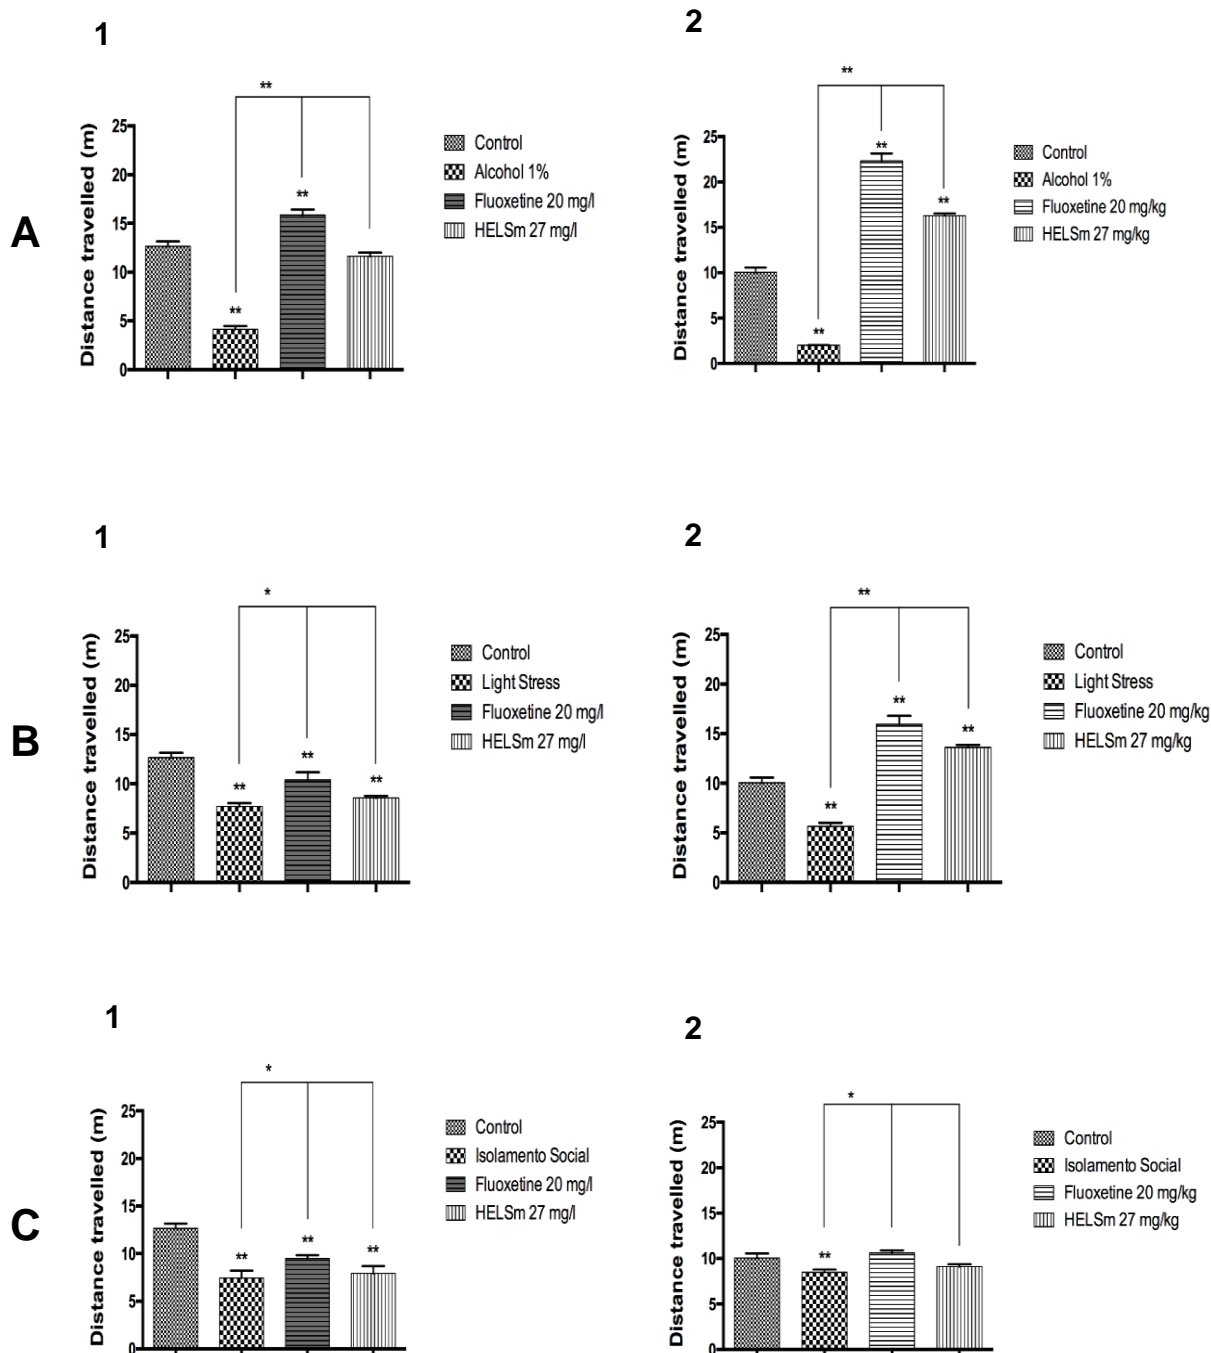 1
2
A
**
Distance travelled (m)
25
20
15
10
5
0
**
**
Control
Alcohol 1%
Fluoxetine 20 mg/l
HELSm 27 mg/l
**
Distance travelled (m)
25
20
15
10
5
0
**
**
**
Control
Alcohol 1%
Fluoxetine 20 mg/kg
HELSm 27 mg/kg
1
2
B
*
Distance travelled (m)
25
20
15
10
5
0
**
**
**
Control
Light Stress
Fluoxetine 20 mg/l
HELSm 27 mg/l
**
Distance travelled (m)
25
20
15
10
5
0
**
**
**
Control
Light Stress
Fluoxetine 20 mg/kg
HELSm 27 mg/kg
1
2
C
*
Distance travelled (m)
25
20
15
10
5
0
**
**
**
Control
Isolamento Social
Fluoxetine 20 mg/l
HELSm 27 mg/l
*
Distance travelled (m)
25
20
15
10
5
0
**
Control
Isolamento Social
Fluoxetine 20 mg/kg
HELSm 27 mg/kg